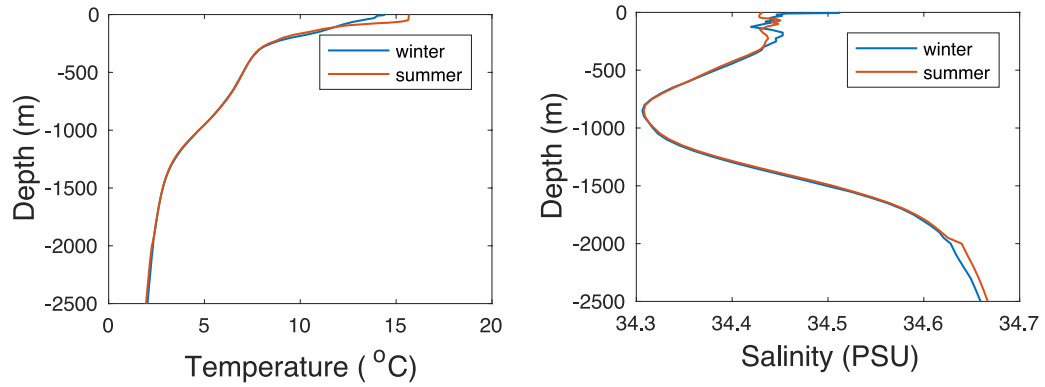 0
-500
-1000
-1500
-2000
-2500
Depth (m)
winter
summer
0 5 10 15 20
Temperature ( °C)
0
-500
-1000
-1500
-2000
-2500
Depth (m)
winter
summer
34.3 34.4 34.5 34.6 34.7
Salinity (PSU)